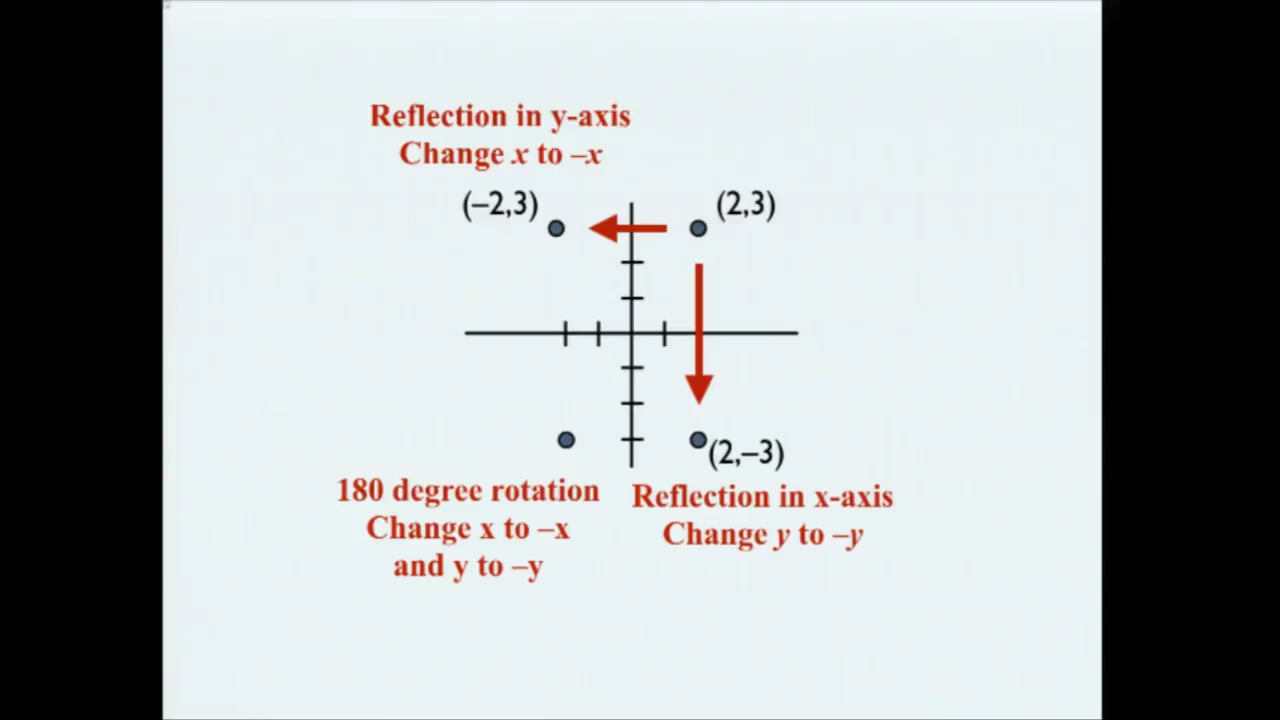 Reflection in y-axis
Change x to –x
(–2,3)
(2,3)
(2,–3)
180 degree rotation
Change x to –x
and y to –y
Reflection in x-axis
Change y to –y